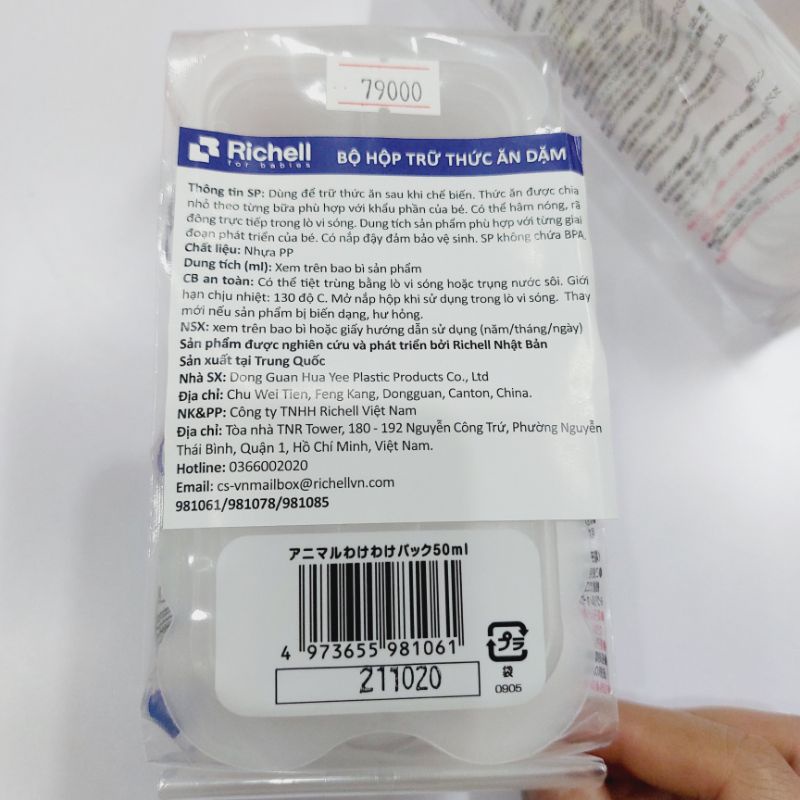 79000
Richell
for babies
BỘ HỘP TRỮ THỨC ĂN DẶM
Thông tin SP: Dùng để trữ thức ăn sau khi chế biến. Thức ăn được chia
nhỏ theo từng bữa phù hợp với khẩu phần của bé. Có thể hâm nóng, rã
đông trực tiếp trong lò vi sóng. Dung tích sản phẩm phù hợp với từng giai
đoạn phát triển của bé. Có nắp đậy đảm bảo vệ sinh. SP không chứa BPA.
Chất liệu: Nhựa PP
Dung tích (ml): Xem trên bao bì sản phẩm
CB an toàn: Có thể tiệt trùng bằng lò vi sóng hoặc trụng nước sôi. Giới
hạn chịu nhiệt: 130 độ C. Mở nắp hộp khi sử dụng trong lò vi sóng. Thay
mới nếu sản phẩm bị biến dạng, hư hỏng.
NSX: xem trên bao bì hoặc giấy hướng dẫn sử dụng (năm/tháng/ngày)
Sản phẩm được nghiên cứu và phát triển bởi Richell Nhật Bản
Sản xuất tại Trung Quốc
Nhà SX: Dong Guan Hua Yee Plastic Products Co., Ltd
Địa chỉ: Chu Wei Tien, Feng Kang, Dongguan, Canton, China.
NK&PP: Công ty TNHH Richell Việt Nam
Địa chỉ: Tòa nhà TNR Tower, 180 - 192 Nguyễn Công Trứ, Phường Nguyễn
Thái Bình, Quận 1, Hồ Chí Minh, Việt Nam.
Hotline: 0366002020
Email: cs-vnmailbox@richellvn.com
981061/981078/981085
アニマルわけわけパック50ml
4 973655 981061
211020
プラ
袋
0905